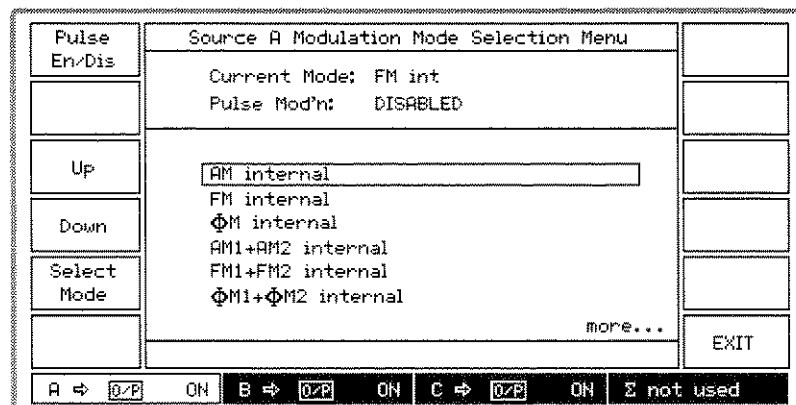 Pulse
En/Dis
Source A Modulation Mode Selection Menu
Current Mode: FM int
Pulse Mod'n: DISABLED
Up
Down
Select
Mode
AM internal
FM internal
ΦM internal
AM1+AM2 internal
FM1+FM2 internal
ΦM1+ΦM2 internal
more...
EXIT
A ⇨ O/P ON B ⇨ O/P ON C ⇨ O/P ON Σ not used